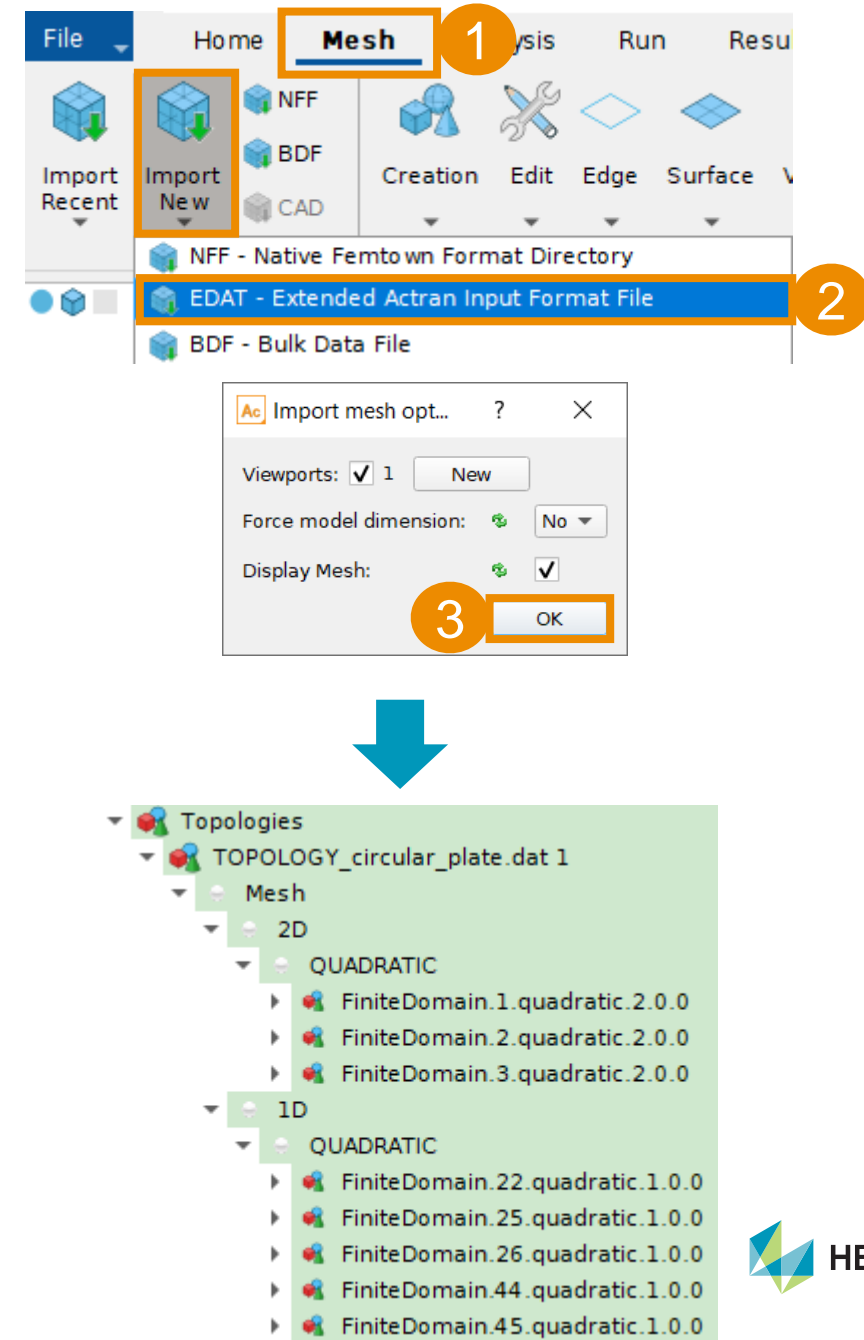 File Home Mesh 1 ysis Run Resu
NFF
BDF
CAD
Import New
Import Recent
Creation Edit Edge Surface V
NFF - Native Femtown Format Directory
EDAT - Extended Actran Input Format File 2
BDF - Bulk Data File
Ac Import mesh opt... ? ×
Viewports: 1 New
Force model dimension: No
Display Mesh:
3 OK
Topologies
TOPOLOGY_circular_plate.dat 1
Mesh
2D
QUADRATIC
FiniteDomain.1.quadratic.2.0.0
FiniteDomain.2.quadratic.2.0.0
FiniteDomain.3.quadratic.2.0.0
1D
QUADRATIC
FiniteDomain.22.quadratic.1.0.0
FiniteDomain.25.quadratic.1.0.0
FiniteDomain.26.quadratic.1.0.0
FiniteDomain.44.quadratic.1.0.0
FiniteDomain.45.quadratic.1.0.0
HE